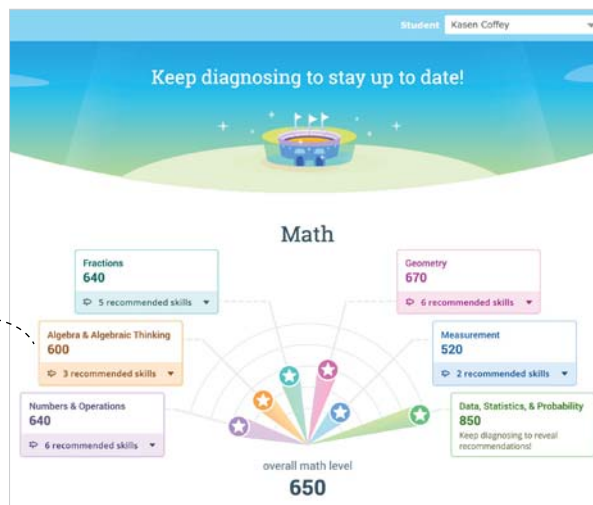 Student Kasen Coffey
Keep diagnosing to stay up to date!
Math
Fractions
640
5 recommended skills
Geometry
670
6 recommended skills
Algebra & Algebraic Thinking
600
3 recommended skills
Measurement
520
2 recommended skills
Numbers & Operations
640
6 recommended skills
Data, Statistics, & Probability
850
Keep diagnosing to reveal
recommendations!
overall math level
650